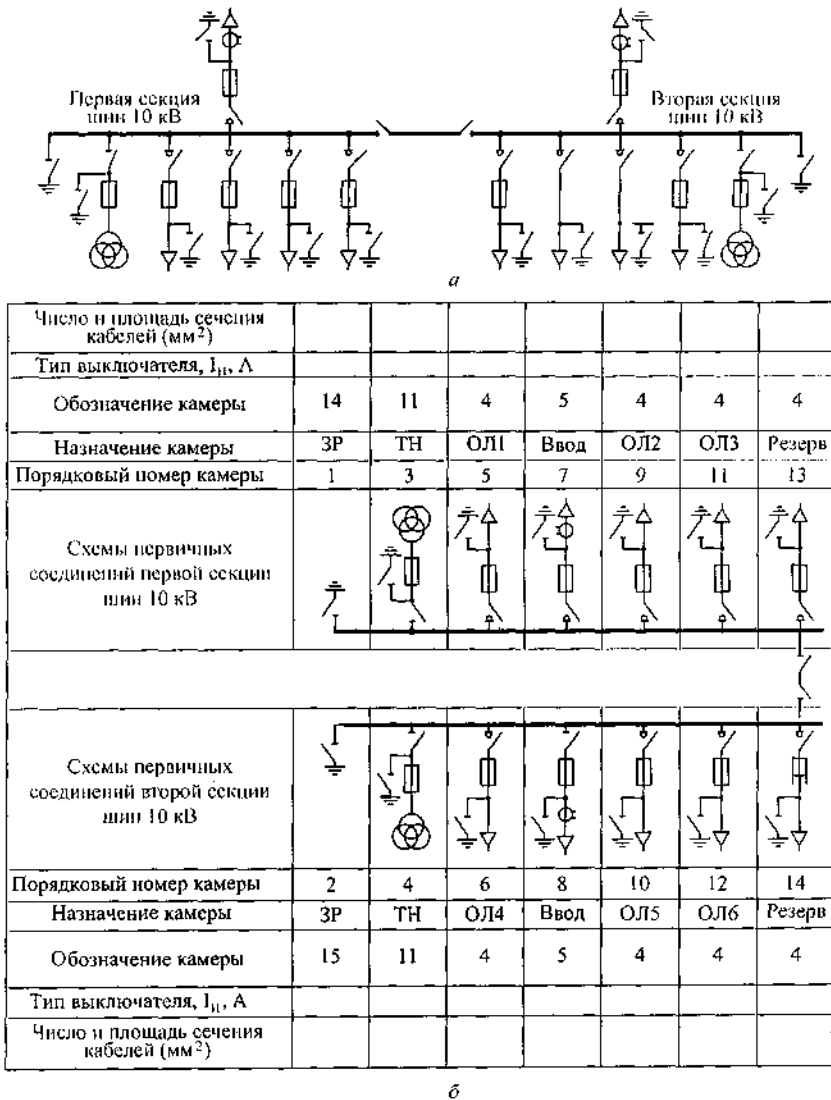 Первая секция
шин 10 кВ
Вторая секция
шин 10 кВ
а
Число и площадь сечения
кабелей (мм²)
Тип выключателя, Iн, А
Обозначение камеры 14 11 4 5 4 4 4
Назначение камеры ЗР ТН ОЛ1 Ввод ОЛ2 ОЛ3 Резерв
Порядковый номер камеры 1 3 5 7 9 11 13
Схемы первичных
соединений первой секции
шин 10 кВ
Схемы первичных
соединений второй секции
шин 10 кВ
Порядковый номер камеры 2 4 6 8 10 12 14
Назначение камеры ЗР ТН ОЛ4 Ввод ОЛ5 ОЛ6 Резерв
Обозначение камеры 15 11 4 5 4 4 4
Тип выключателя, Iн, А
Число и площадь сечения
кабелей (мм²)
б